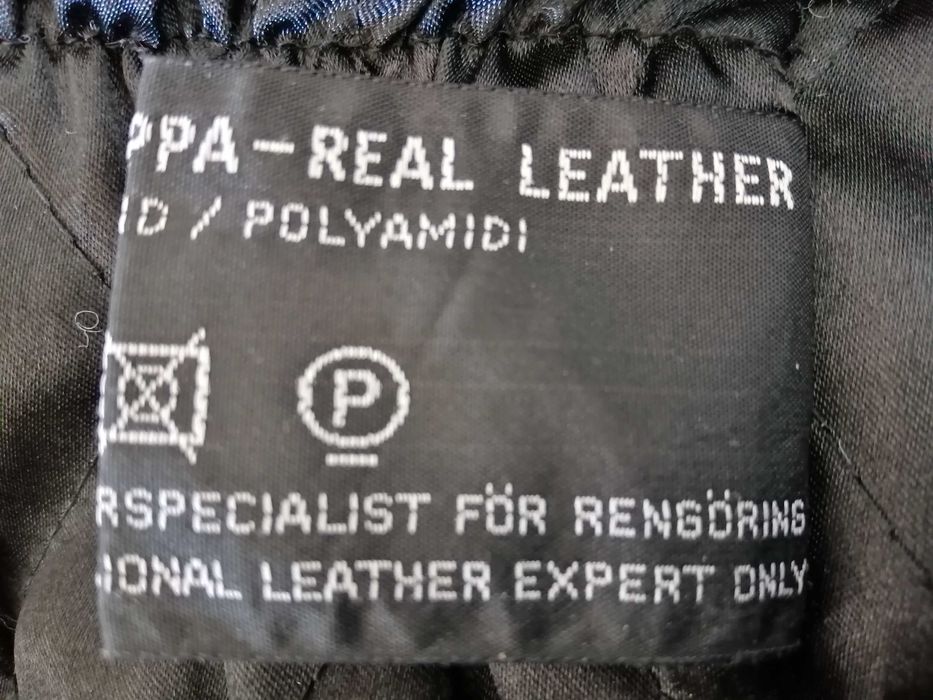 PPA-REAL LEATHER
ID / POLYAMIDI
P
RSPECIALIST FÖR RENGÖRING
IONAL LEATHER EXPERT ONLY